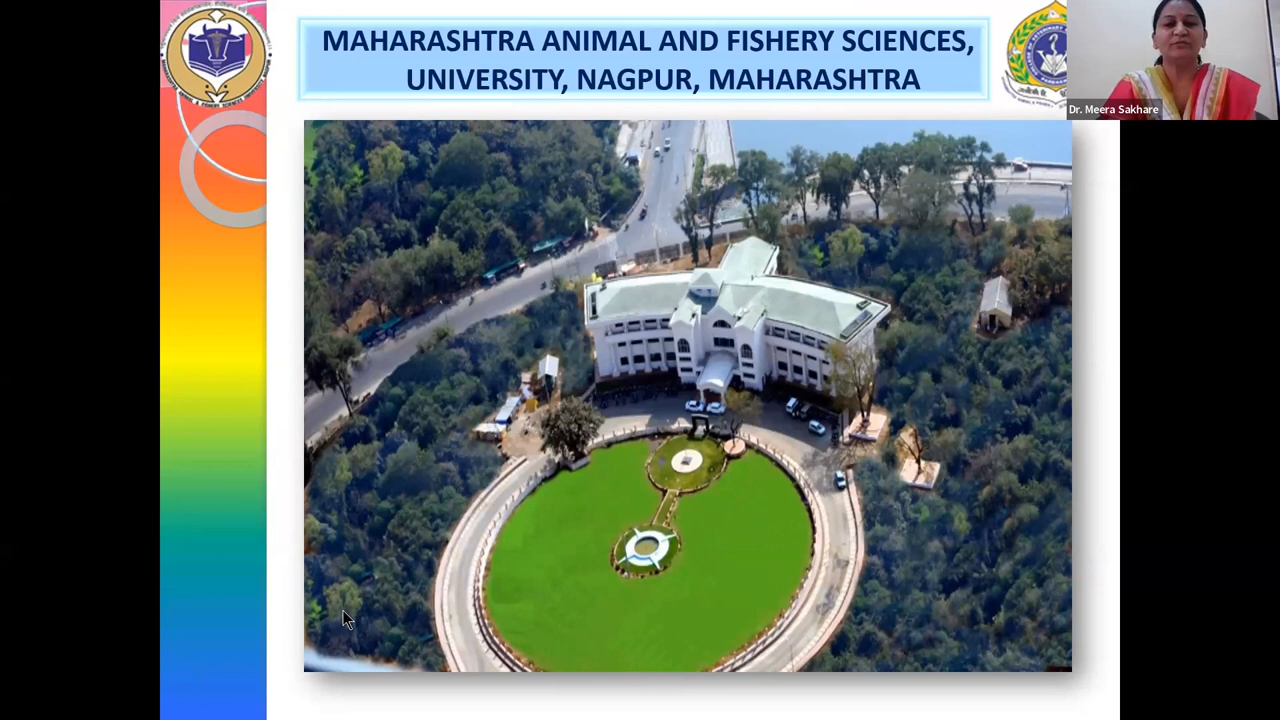 MAHARASHTRA ANIMAL AND FISHERY SCIENCES,
UNIVERSITY, NAGPUR, MAHARASHTRA
Dr. Meera Sakhare